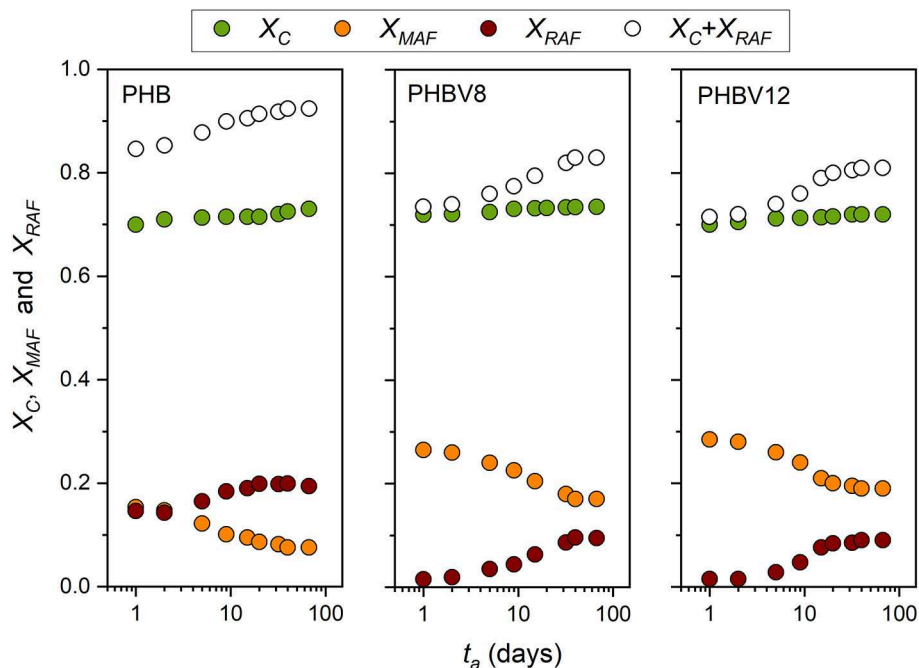 X_C X_MAF X_RAF X_C+X_RAF
PHB PHBV8 PHBV12
X_C, X_MAF and X_RAF
1.0
0.8
0.6
0.4
0.2
0.0
1 10 100 1 10 100 1 10 100
t_a (days)